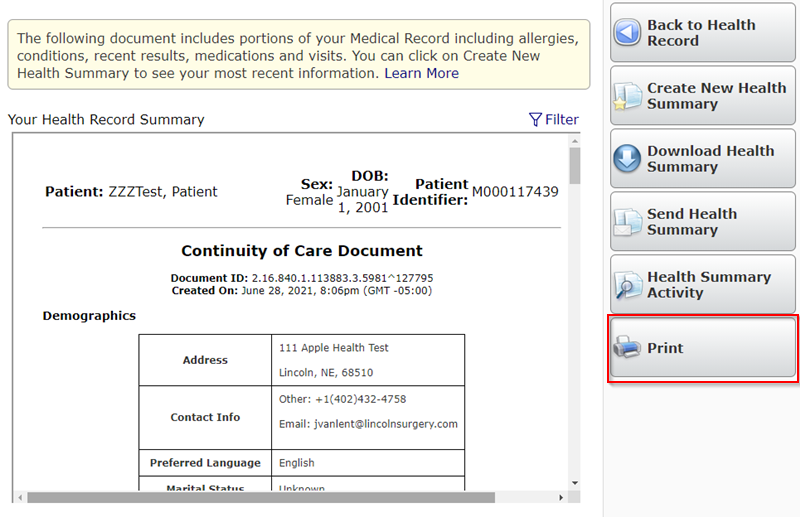 The following document includes portions of your Medical Record including allergies,
conditions, recent results, medications and visits. You can click on Create New
Health Summary to see your most recent information. Learn More
Your Health Record Summary
Filter
Patient: ZZZTest, Patient
Sex:
Female
DOB:
January
1, 2001
Patient
Identifier:
M000117439
Continuity of Care Document
Document ID: 2.16.840.1.113883.3.5981^127795
Created On: June 28, 2021, 8:06pm (GMT -05:00)
Demographics
Address
111 Apple Health Test
Lincoln, NE, 68510
Contact Info
Other: +1(402)432-4758
Email: jvanlent@lincolnsurgery.com
Preferred Language
English
Marital Status
Unknown
Back to Health
Record
Create New Health
Summary
Download Health
Summary
Send Health
Summary
Health Summary
Activity
Print